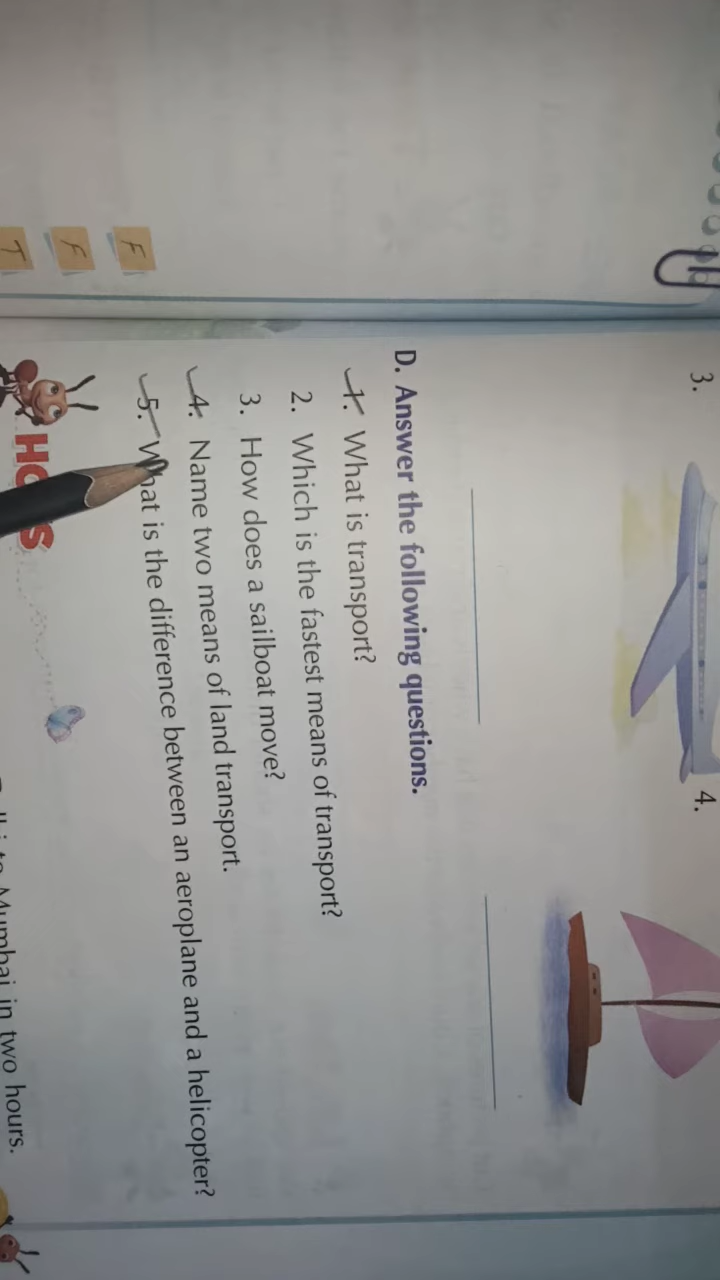 F
F
T
3.
4.
D. Answer the following questions.
1. What is transport?
2. Which is the fastest means of transport?
3. How does a sailboat move?
4. Name two means of land transport.
5. What is the difference between an aeroplane and a helicopter?
to Mumbai in two hours.